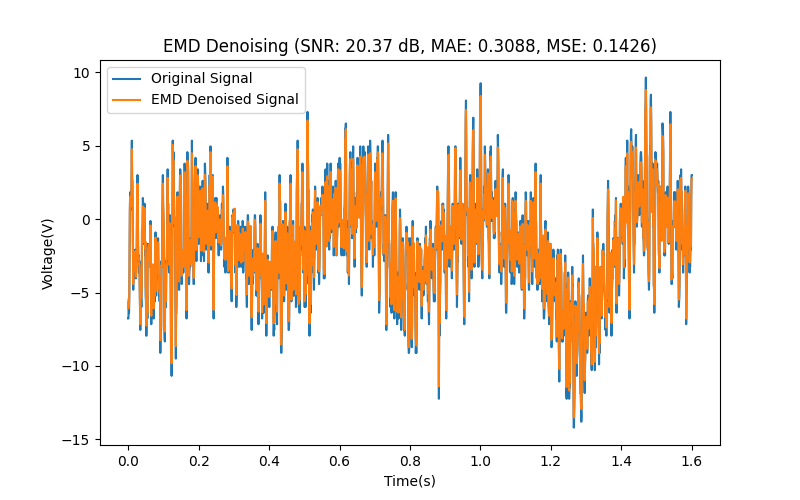 EMD Denoising (SNR: 20.37 dB, MAE: 0.3088, MSE: 0.1426)
Original Signal
EMD Denoised Signal
10
5
0
−5
−10
−15
Voltage(V)
0.0 0.2 0.4 0.6 0.8 1.0 1.2 1.4 1.6
Time(s)